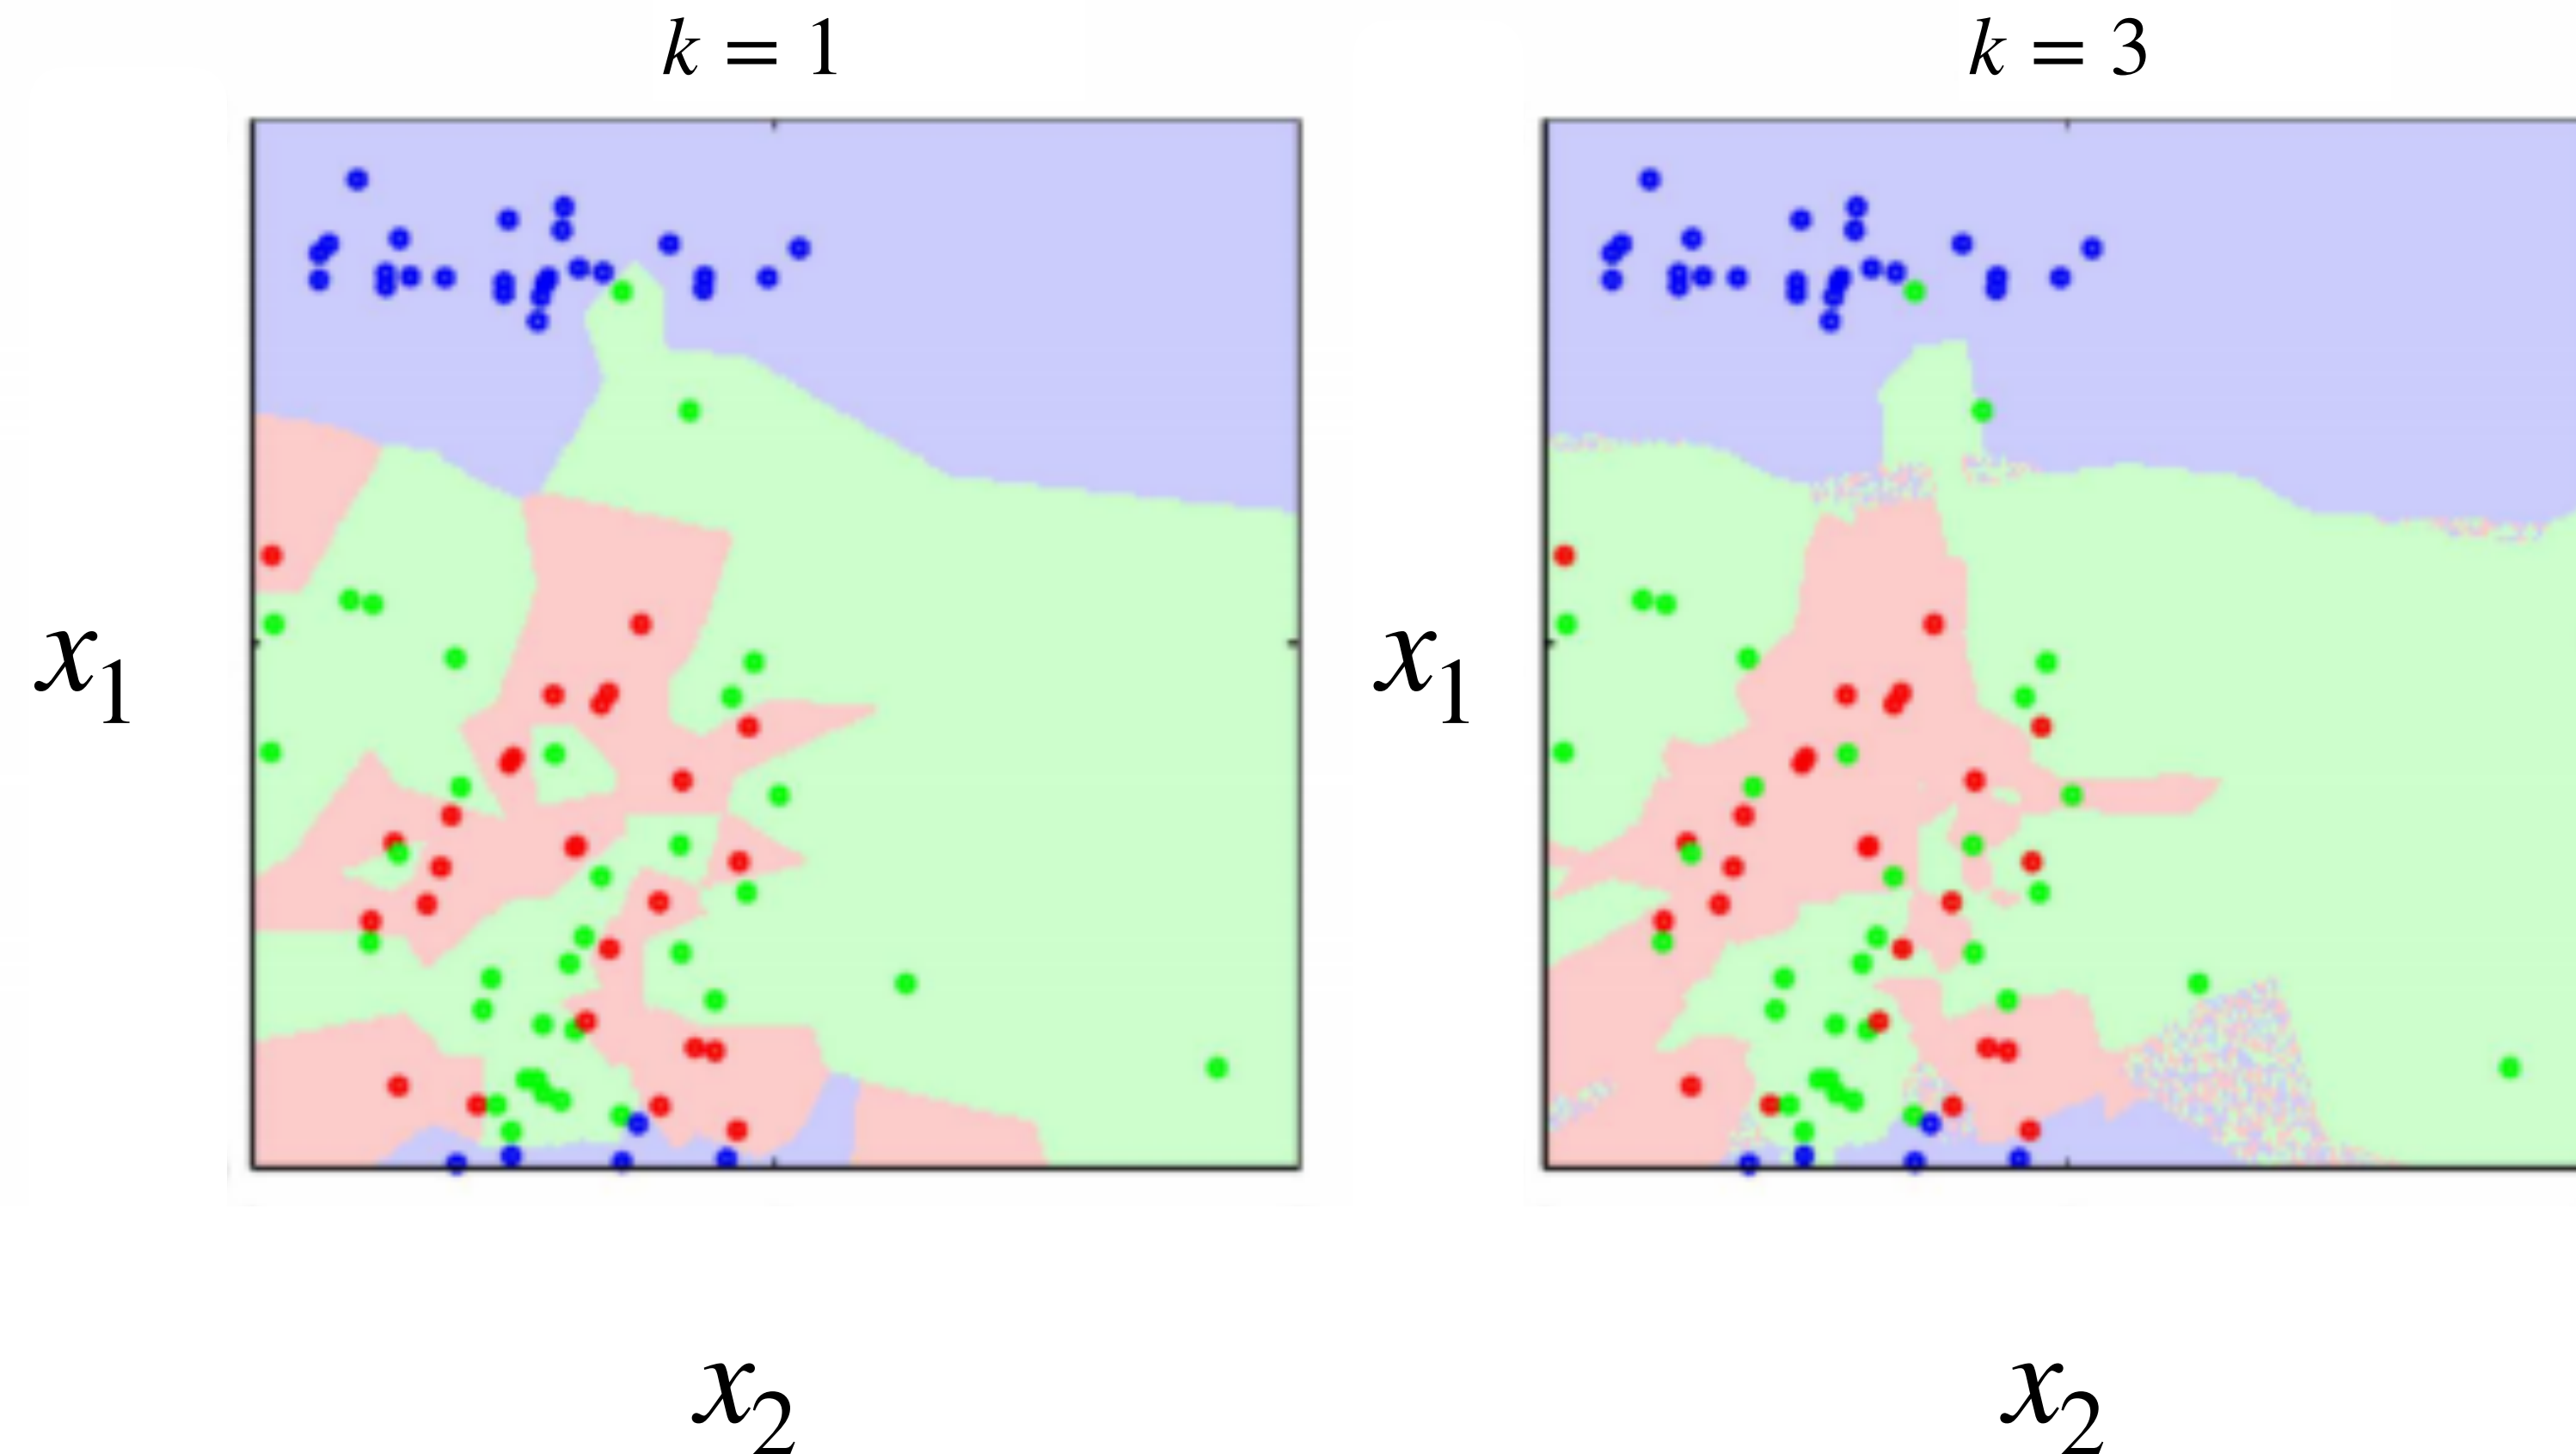 k = 1
k = 3
x₁
x₁
x₂
x₂